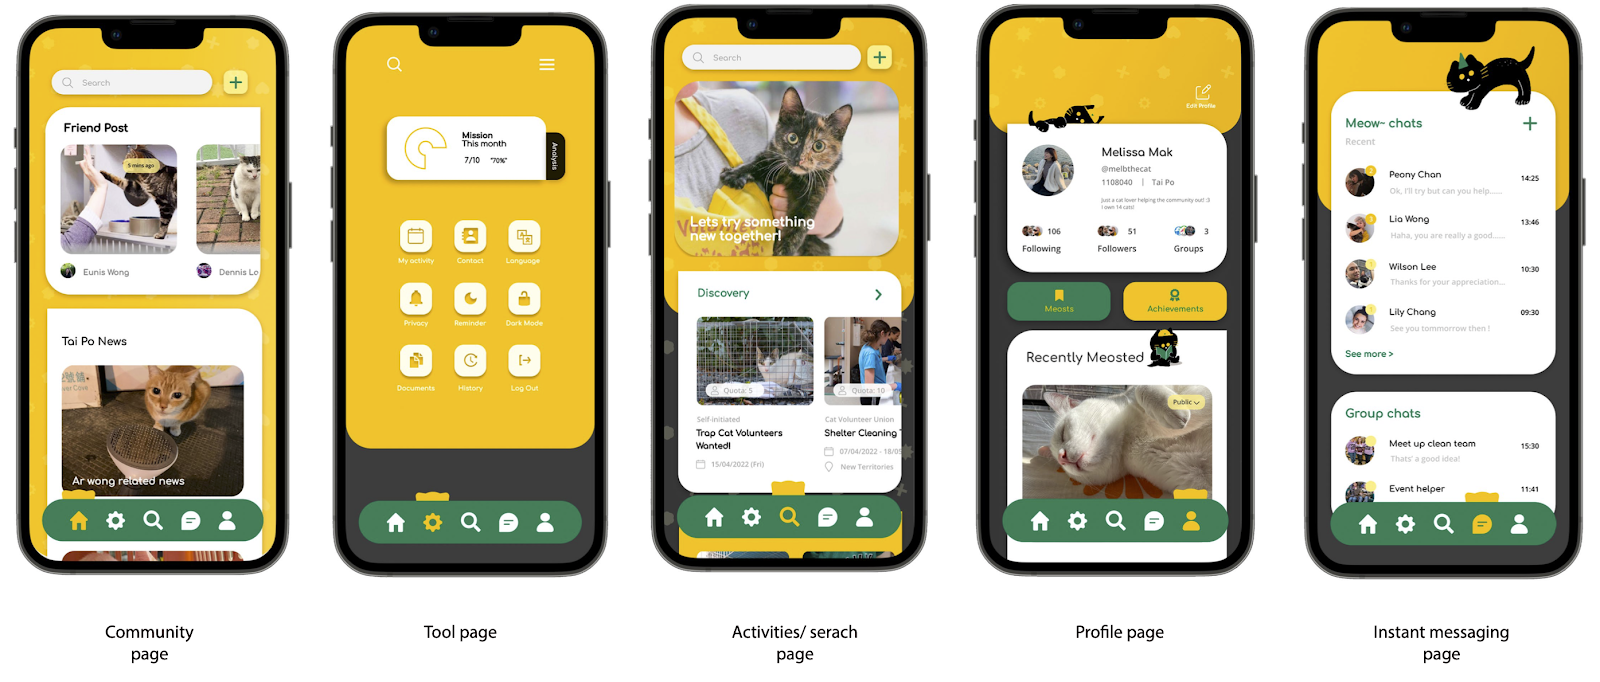 Search
Friend Post
5 mins ago
Eunis Wong
Dennis Lo
Tai Po News
Ar wong related news
Community
page
Mission
This month
7/10 "70%"
Analysis
My activity
Contact
Language
Privacy
Reminder
Dark Mode
Documents
History
Log Out
Tool page
Search
Lets try something
new together!
Discovery
Quota: 5
Quota: 10
Self-initiated
Cat Volunteer Union
Trap Cat Volunteers
Wanted!
Shelter Cleaning T
15/04/2022 (Fri)
07/04/2022 - 18/05
New Territories
Activities/ serach
page
Edit Profile
Melissa Mak
@melbthecat
1108040 | Tai Po
just a cat lover helping the community out! :3
I own 14 cats!
106
51
3
Following
Followers
Groups
Meosts
Achievements
Recently Meosted
Public
Profile page
Meow~ chats
Recent
Peony Chan
14:25
Ok, I'll try but can you help......
Lia Wong
13:46
Haha, you are really a good......
Wilson Lee
10:30
Thanks for your appreciation...
Lily Chang
09:30
See you tommorrow then !
See more >
Group chats
Meet up clean team
15:30
Thats' a good idea!
Event helper
11:41
Instant messaging
page